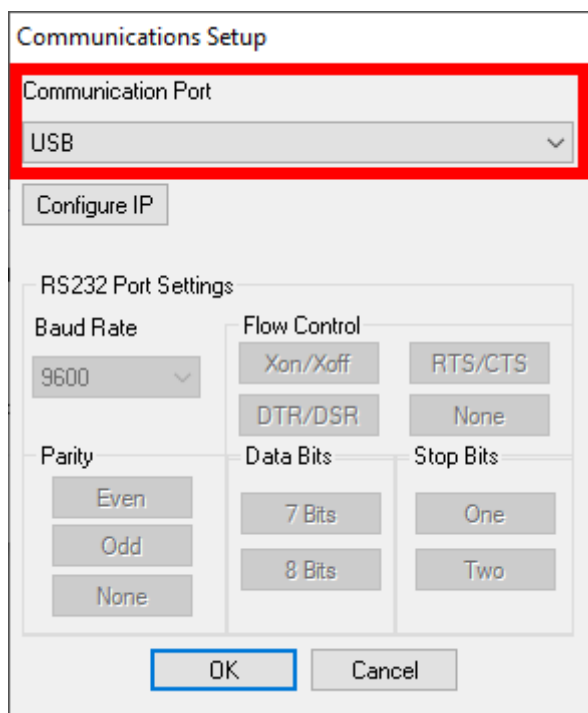 Communications Setup
Communication Port
USB
Configure IP
RS232 Port Settings
Baud Rate
9600
Flow Control
Xon/Xoff
RTS/CTS
DTR/DSR
None
Parity
Even
Odd
None
Data Bits
7 Bits
8 Bits
Stop Bits
One
Two
OK
Cancel